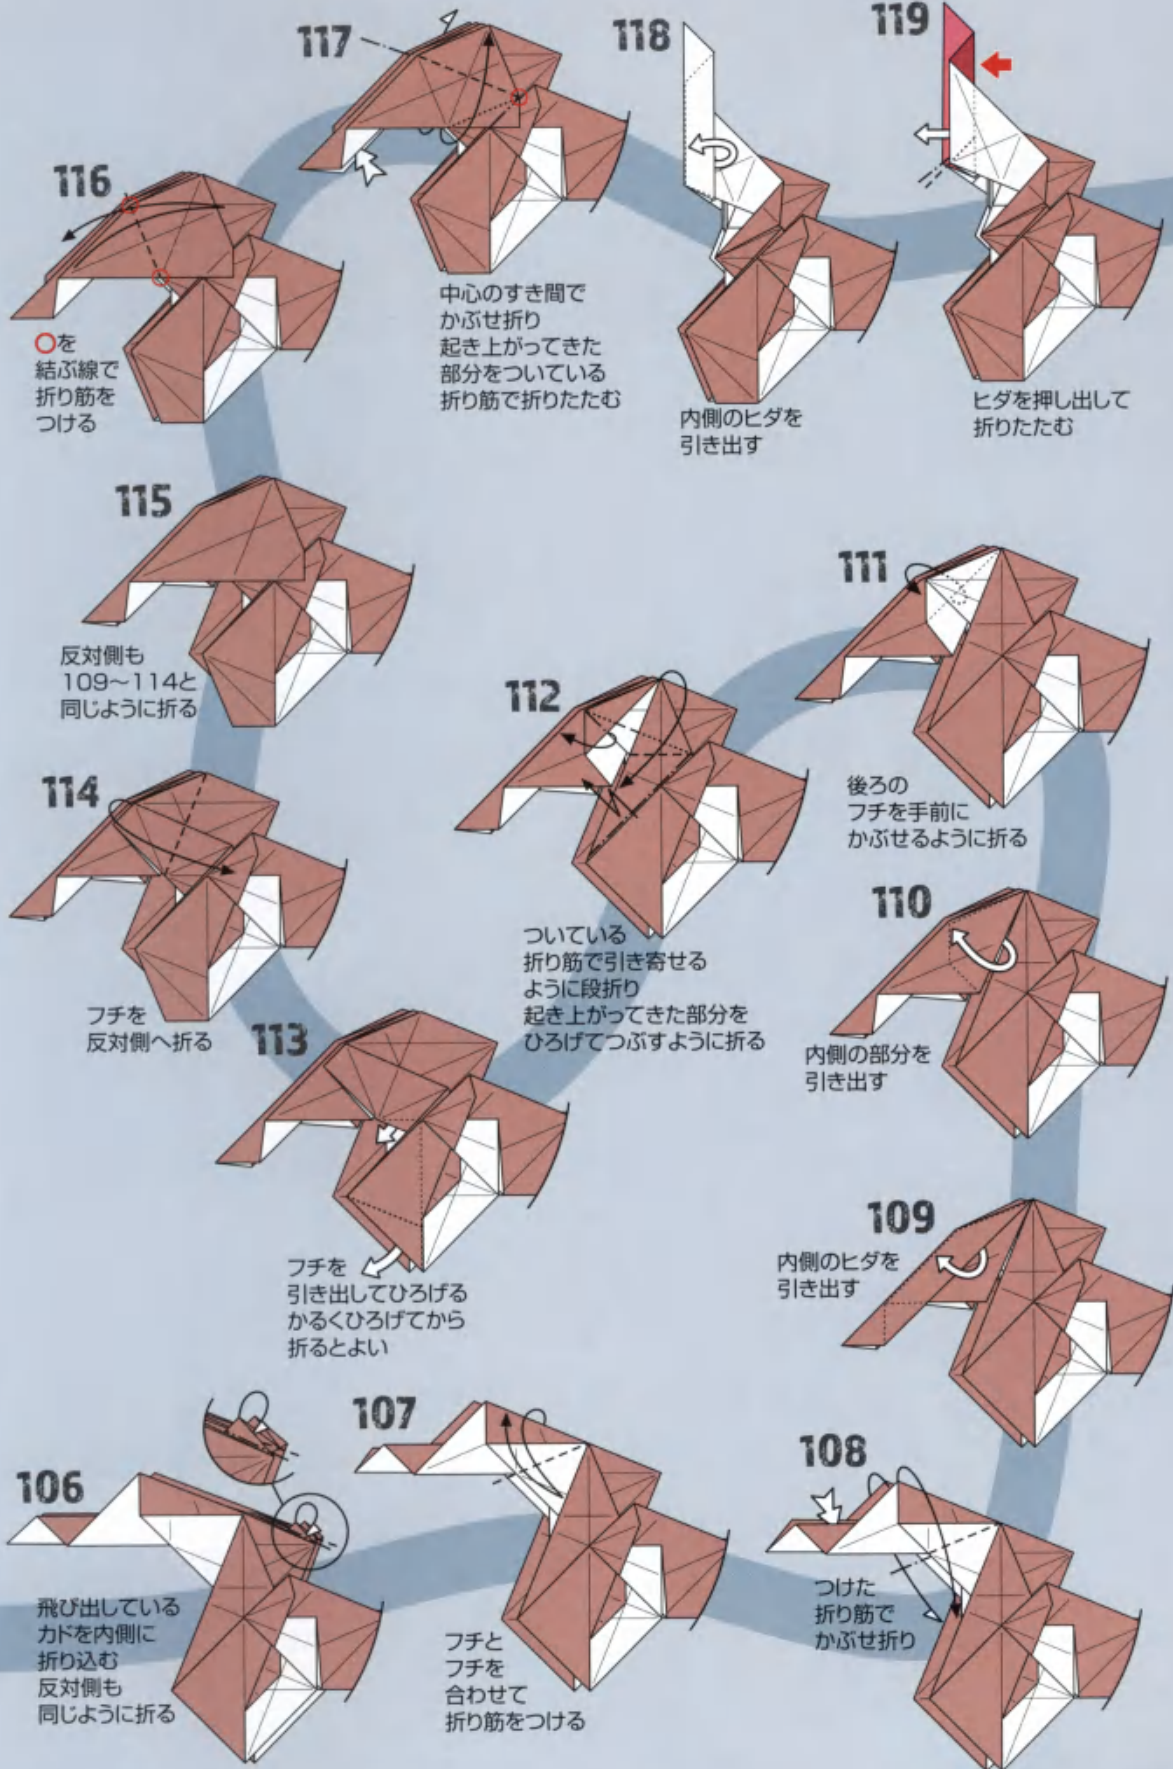 106
飛び出している
カドを内側に
折り込む
反対側も
同じように折る
107
フチと
フチを
合わせて
折り筋をつける
108
つけた
折り筋で
かぶせ折り
109
内側のヒダを
引き出す
110
内側の部分を
引き出す
111
後ろの
フチを手前に
かぶせるように折る
112
ついている
折り筋で引き寄せる
ように段折り
起き上がってきた部分を
ひろげてつぶすように折る
113
フチを
引き出してひろげる
かるくひろげてから
折るとよい
114
フチを
反対側へ折る
115
反対側も
109〜114と
同じように折る
116
○を
結ぶ線で
折り筋を
つける
117
中心のすき間で
かぶせ折り
起き上がってきた
部分をついている
折り筋で折りたたむ
118
内側のヒダを
引き出す
119
ヒダを押し出して
折りたたむ